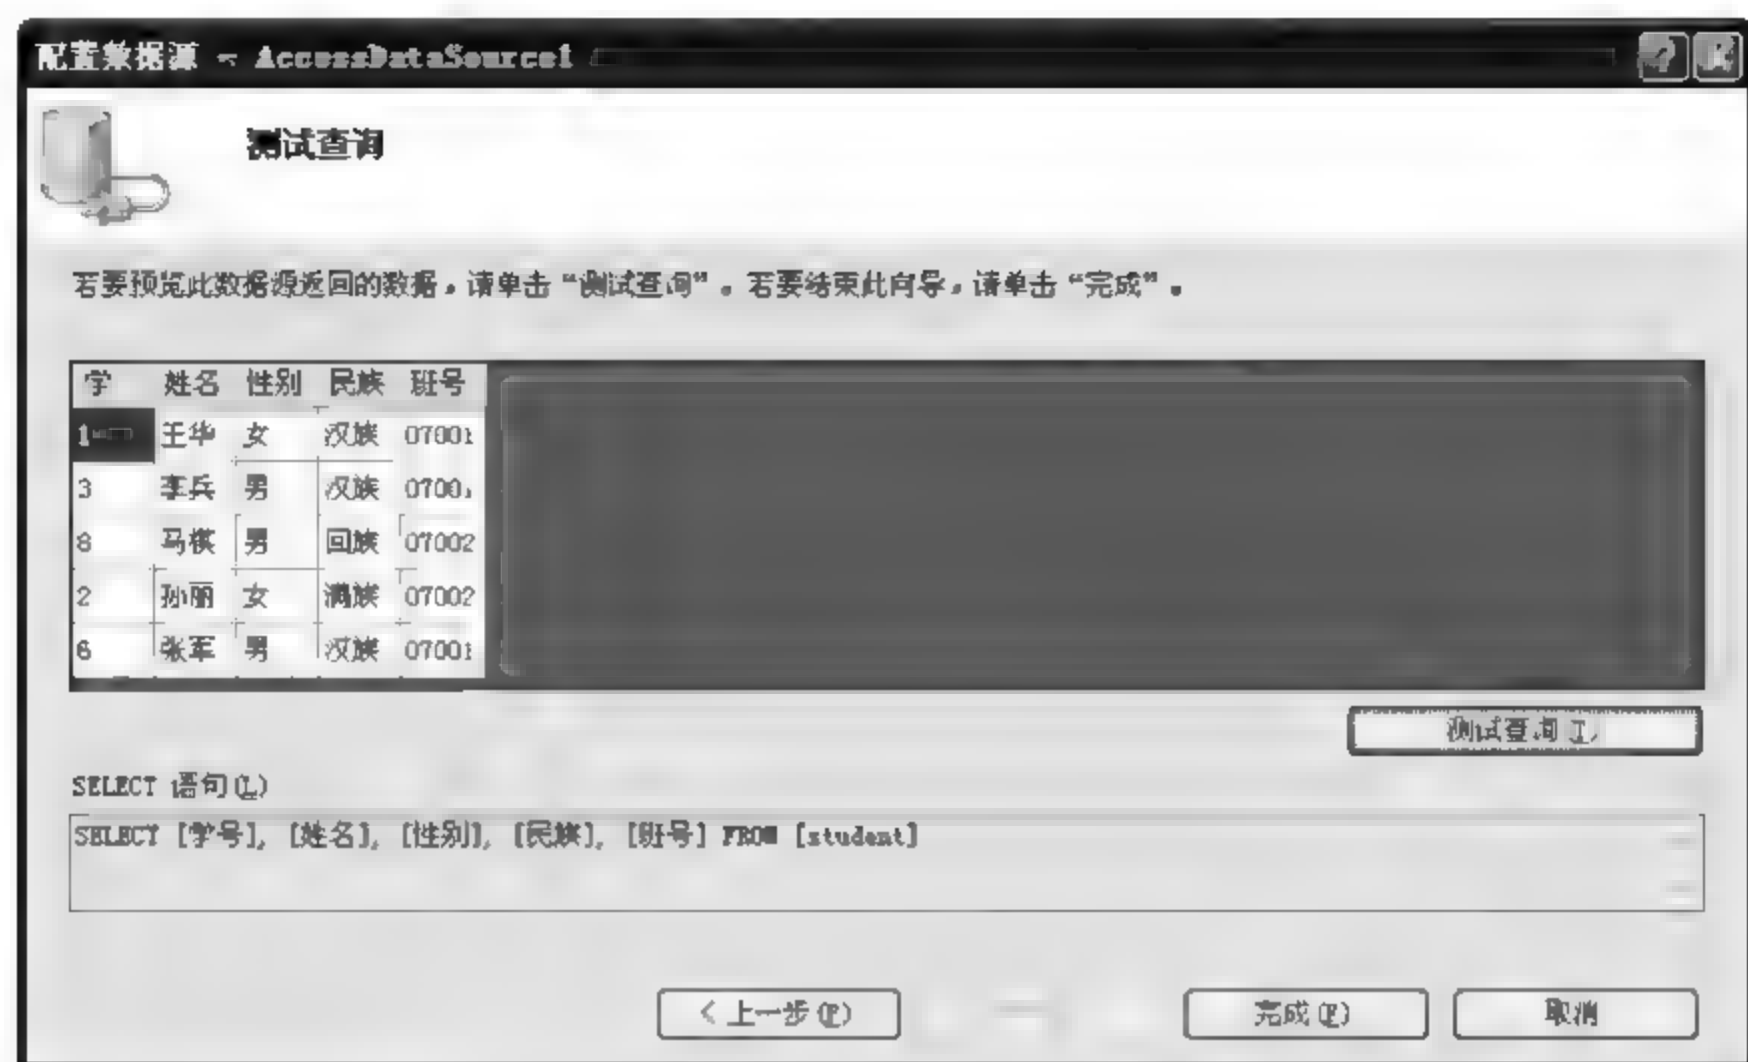 配置数据源 - AccessDataSource1
测试查询
若要预览此数据源返回的数据，请单击“测试查询”。若要结束此向导，请单击“完成”。
学 姓名 性别 民族 班号
1 王华 女 汉族 07001
3 李兵 男 汉族 07001
8 马棋 男 回族 07002
2 孙丽 女 满族 07002
6 张军 男 汉族 07001
测试查询(T)
SELECT 语句(L)
SELECT [学号], [姓名], [性别], [民族], [班号] FROM [student]
< 上一步(P) 完成(F) 取消